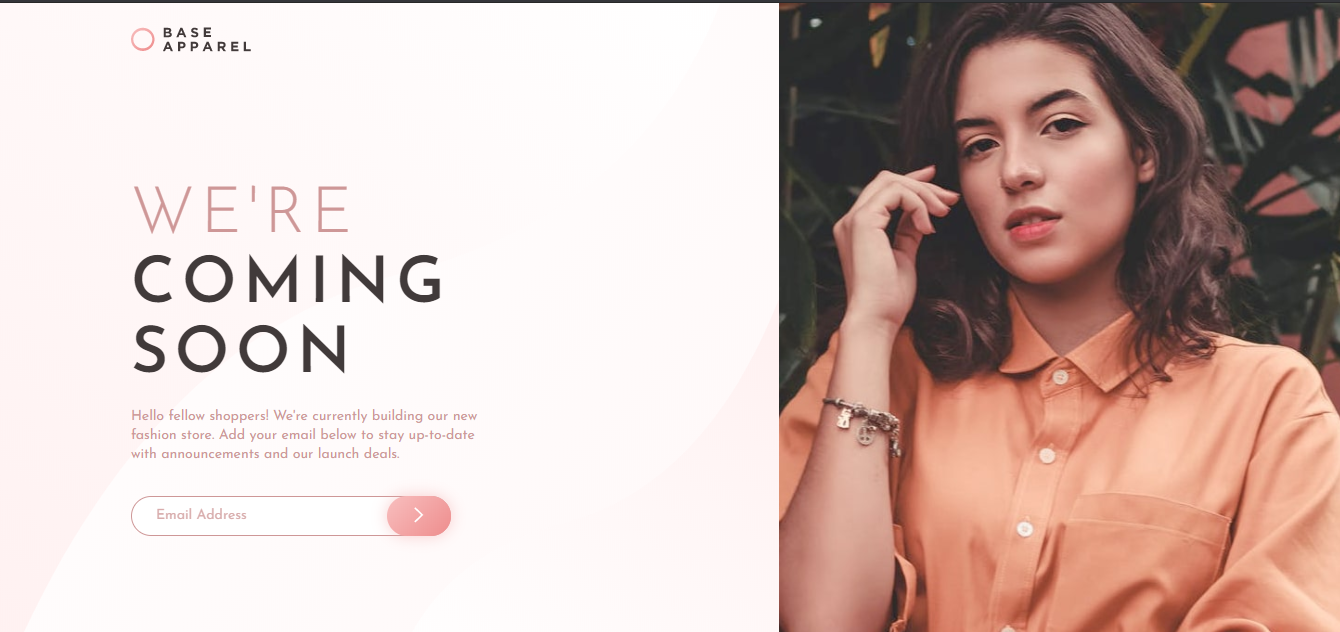 BASE
APPAREL
WE'RE
COMING
SOON
Hello fellow shoppers! We're currently building our new
fashion store. Add your email below to stay up-to-date
with announcements and our launch deals.
Email Address